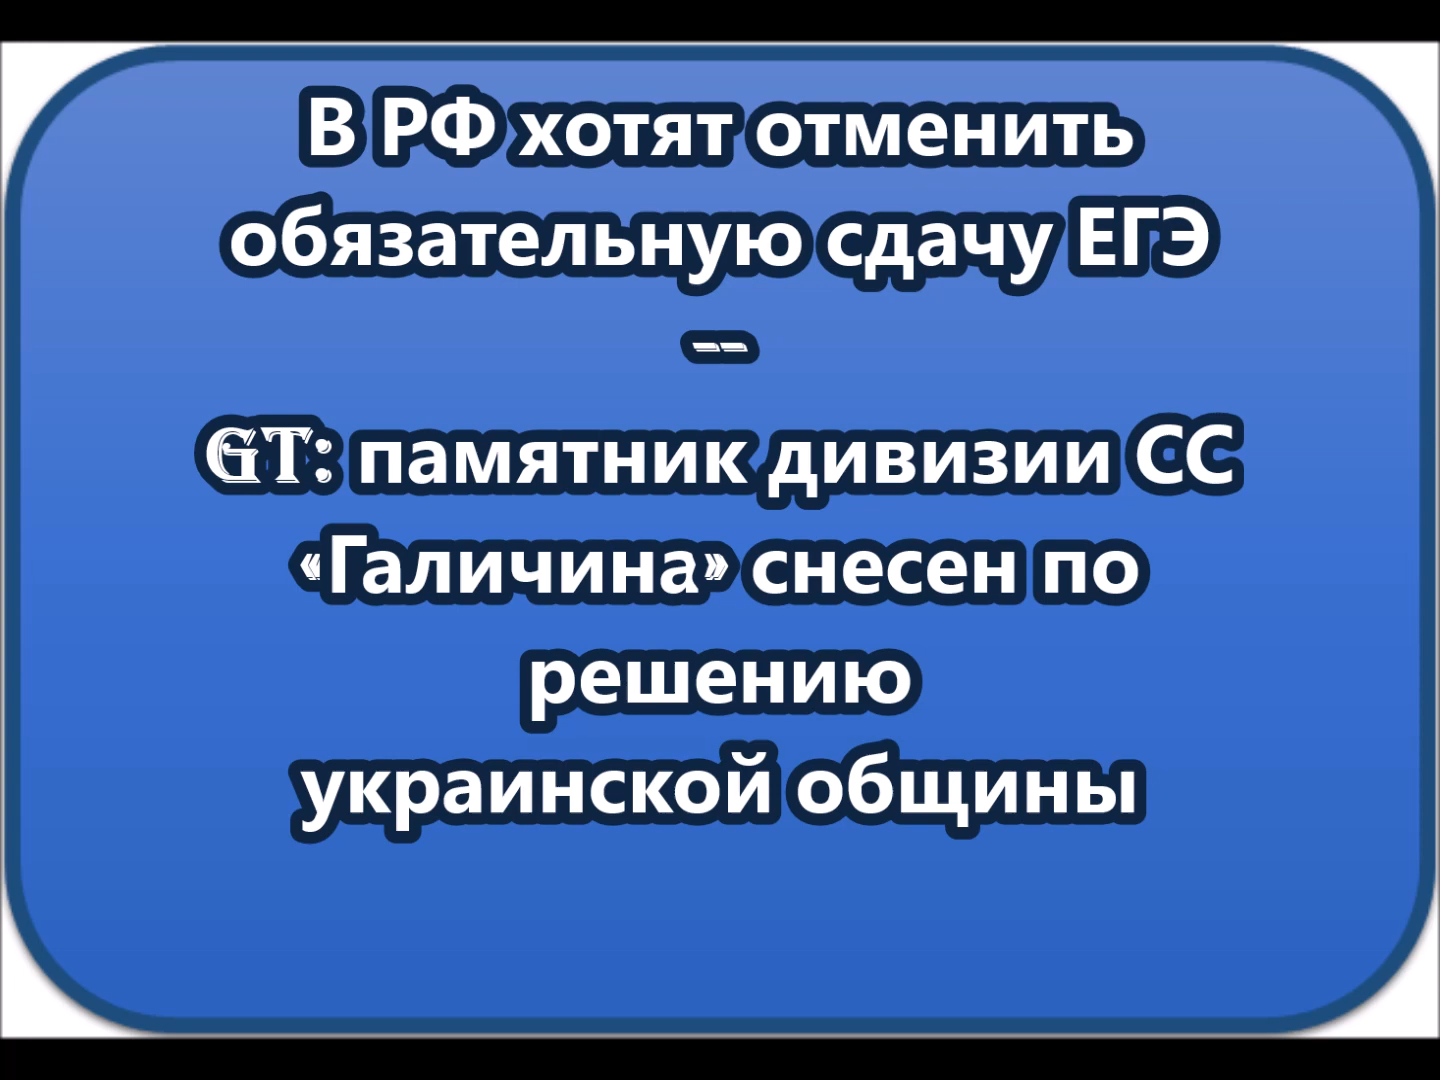 В РФ хотят отменить
обязательную сдачу ЕГЭ
--
GT: памятник дивизии СС
«Галичина» снесен по
решению
украинской общины